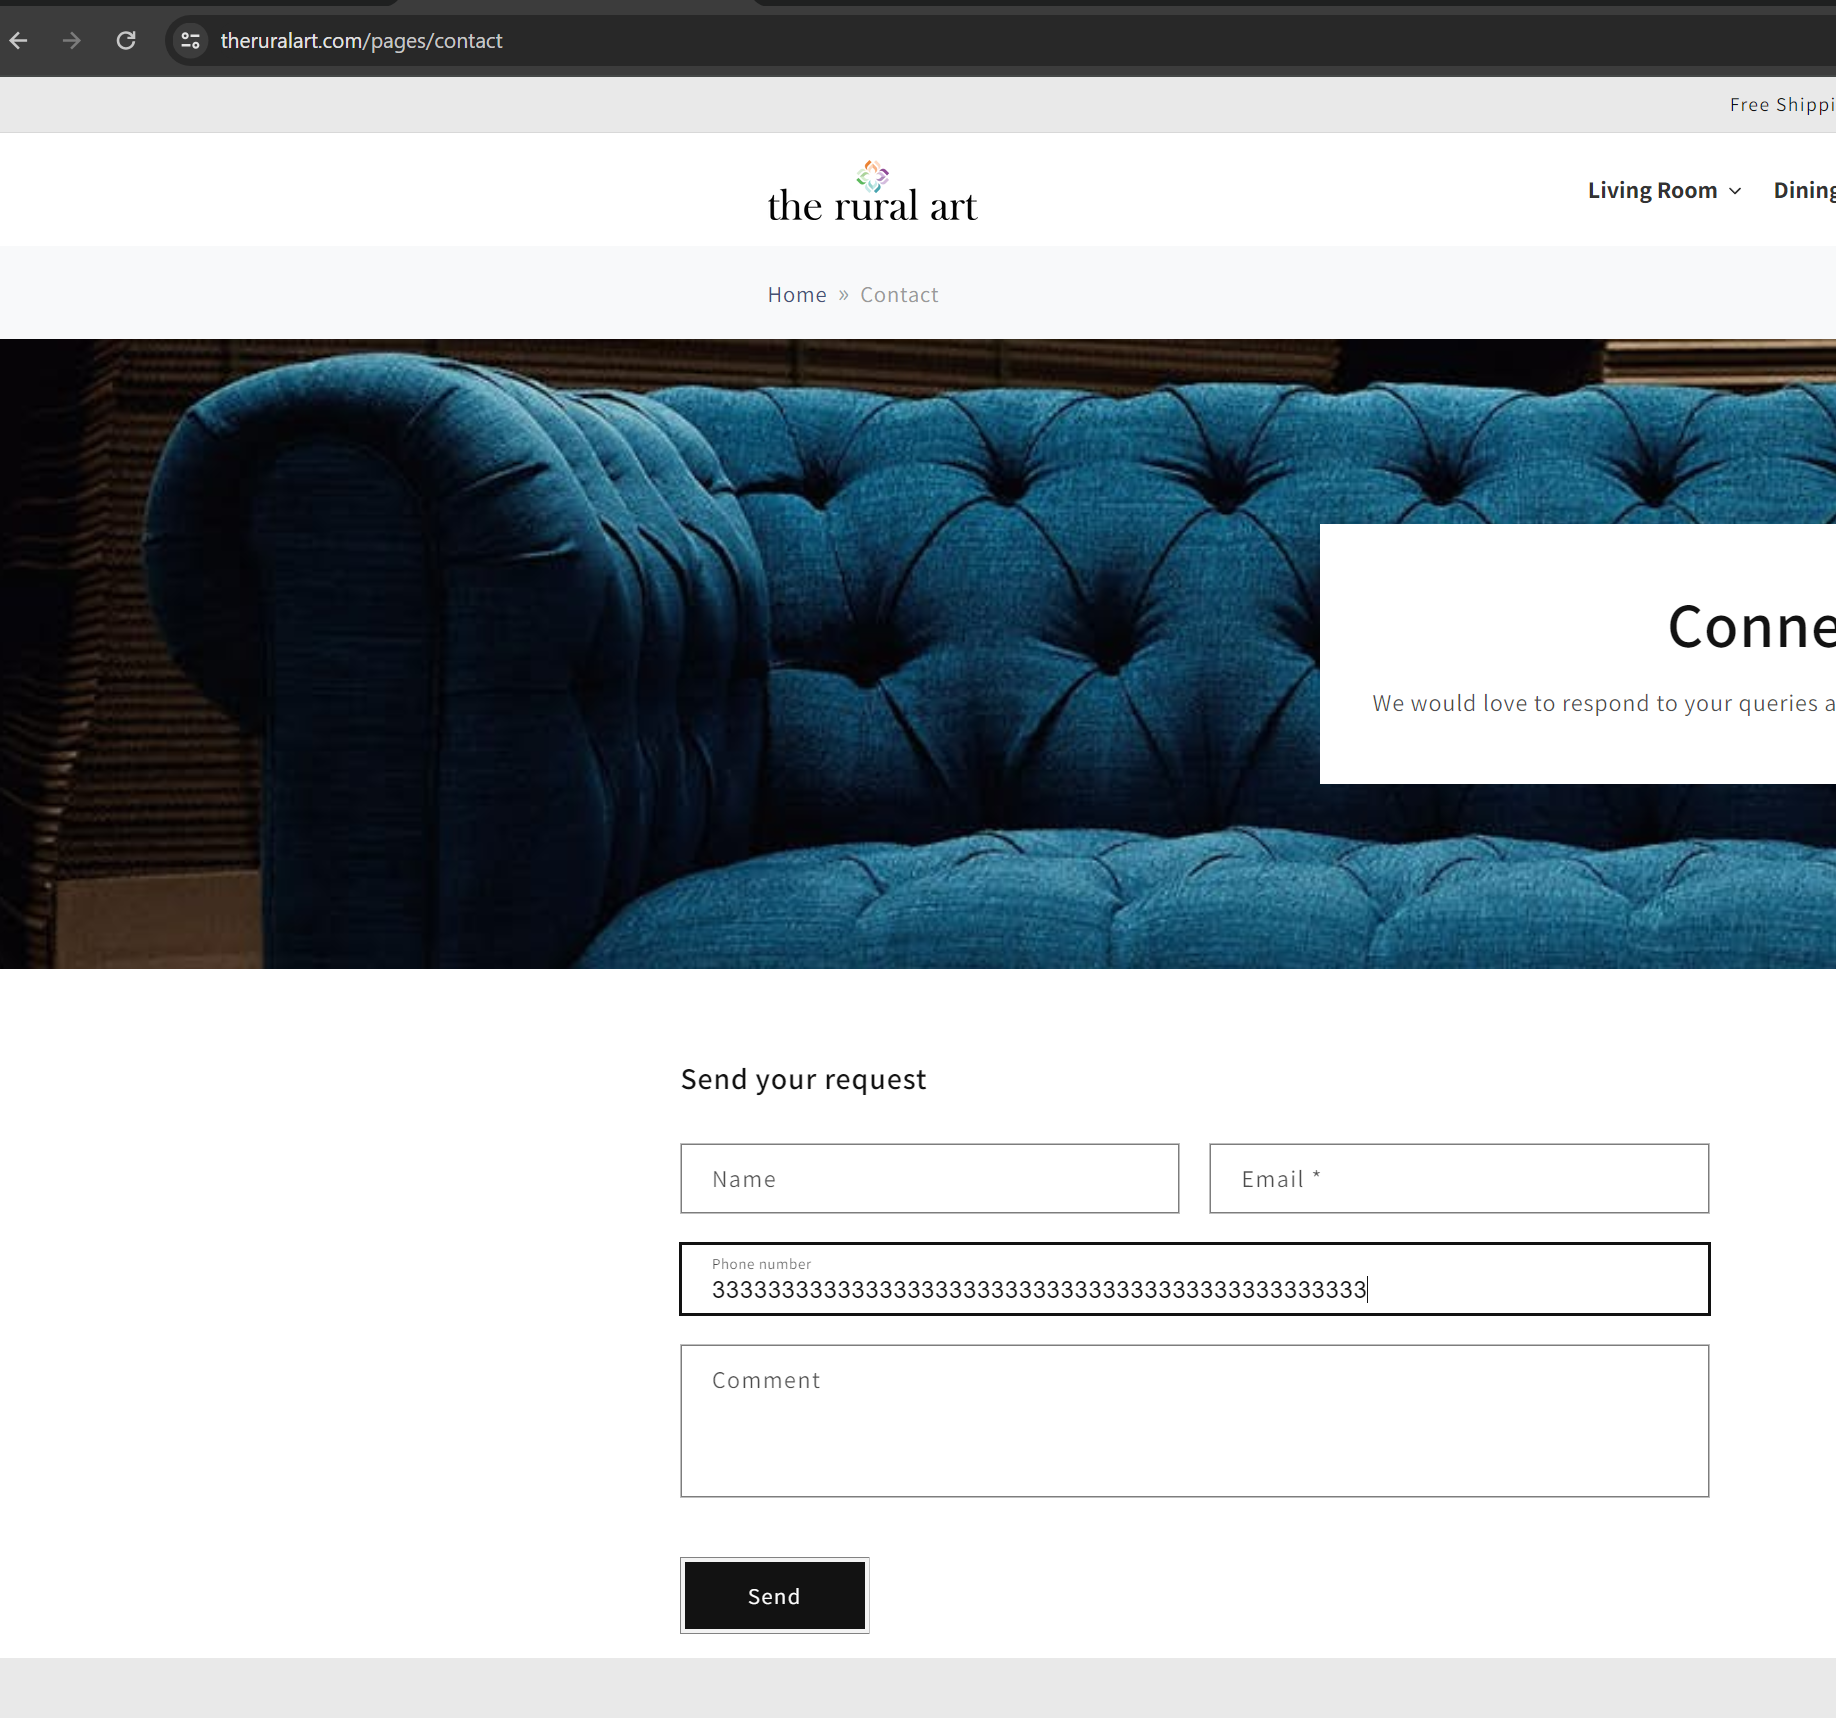 theruralart.com/pages/contact
Free Shippi
the rural art
Living Room Dining
Home » Contact
Conne
We would love to respond to your queries a
Send your request
Name
Email *
Phone number
33333333333333333333333333333333333333333333333
Comment
Send